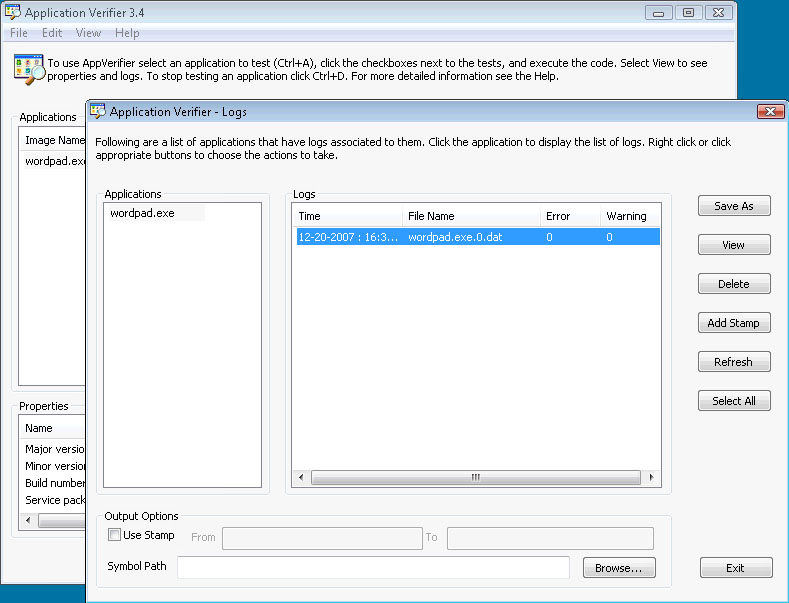 Application Verifier 3.4
File Edit View Help
To use AppVerifier select an application to test (Ctrl+A), click the checkboxes next to the tests, and execute the code. Select View to see
properties and logs. To stop testing an application click Ctrl+D. For more detailed information see the Help.
Applications
Image Name
wordpad.exe
Properties
Name
Major versio
Minor versio
Build number
Service pack
Application Verifier - Logs
Following are a list of applications that have logs associated to them. Click the application to display the list of logs. Right click or click
appropriate buttons to choose the actions to take.
Applications
wordpad.exe
Logs
Time File Name Error Warning
12-20-2007 : 16:3... wordpad.exe.0.dat 0 0
Save As
View
Delete
Add Stamp
Refresh
Select All
Output Options
Use Stamp From To
Symbol Path Browse... Exit